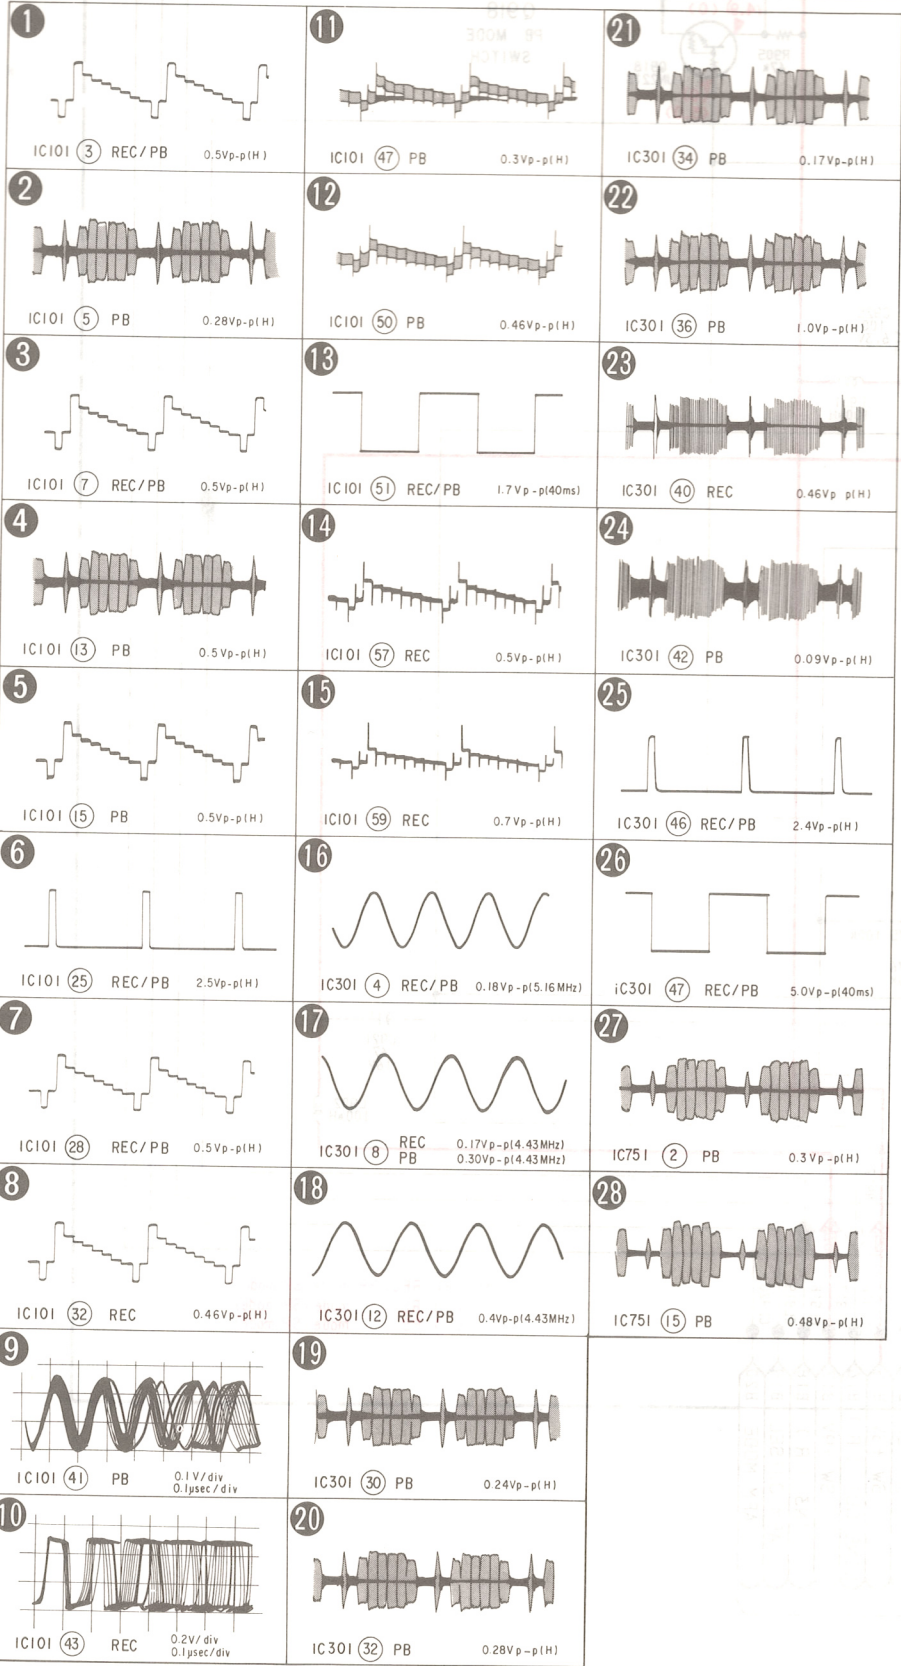 1
IC101 3 REC/PB 0.5Vp-p(H)
2
IC101 5 PB 0.28Vp-p(H)
3
IC101 7 REC/PB 0.5Vp-p(H)
4
IC101 13 PB 0.5Vp-p(H)
5
IC101 15 PB 0.5Vp-p(H)
6
IC101 25 REC/PB 2.5Vp-p(H)
7
IC101 28 REC/PB 0.5Vp-p(H)
8
IC101 32 REC 0.46Vp-p(H)
9
IC101 41 PB 0.1V/div
0.1µsec/div
10
IC101 43 REC 0.2V/div
0.1µsec/div
11
IC101 47 PB 0.3Vp-p(H)
12
IC101 50 PB 0.46Vp-p(H)
13
IC101 51 REC/PB 1.7Vp-p(40ms)
14
IC101 57 REC 0.5Vp-p(H)
15
IC101 59 REC 0.7Vp-p(H)
16
IC301 4 REC/PB 0.18Vp-p(5.16MHz)
17
IC301 8 REC 0.17Vp-p(4.43MHz)
PB 0.30Vp-p(4.43MHz)
18
IC301 12 REC/PB 0.4Vp-p(4.43MHz)
19
IC301 30 PB 0.24Vp-p(H)
20
IC301 32 PB 0.28Vp-p(H)
21
IC301 34 PB 0.17Vp-p(H)
22
IC301 36 PB 1.0Vp-p(H)
23
IC301 40 REC 0.46Vp p(H)
24
IC301 42 PB 0.09Vp-p(H)
25
IC301 46 REC/PB 2.4Vp-p(H)
26
IC301 47 REC/PB 5.0Vp-p(40ms)
27
IC751 2 PB 0.3Vp-p(H)
28
IC751 15 PB 0.48Vp-p(H)
PB MODE
SWITCH